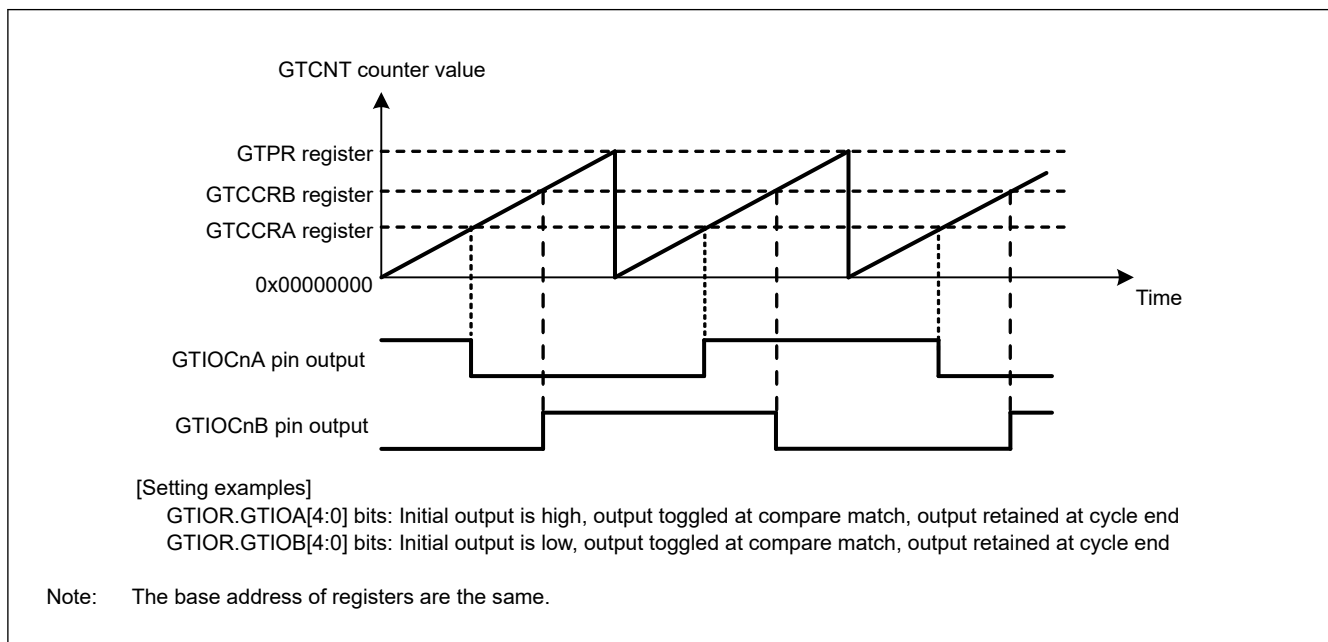 GTCNT counter value
GTPR register
GTCCRB register
GTCCRA register
0x00000000
Time
GTIOCnA pin output
GTIOCnB pin output
[Setting examples]
GTIOR.GTIOA[4:0] bits: Initial output is high, output toggled at compare match, output retained at cycle end
GTIOR.GTIOB[4:0] bits: Initial output is low, output toggled at compare match, output retained at cycle end
Note: The base address of registers are the same.